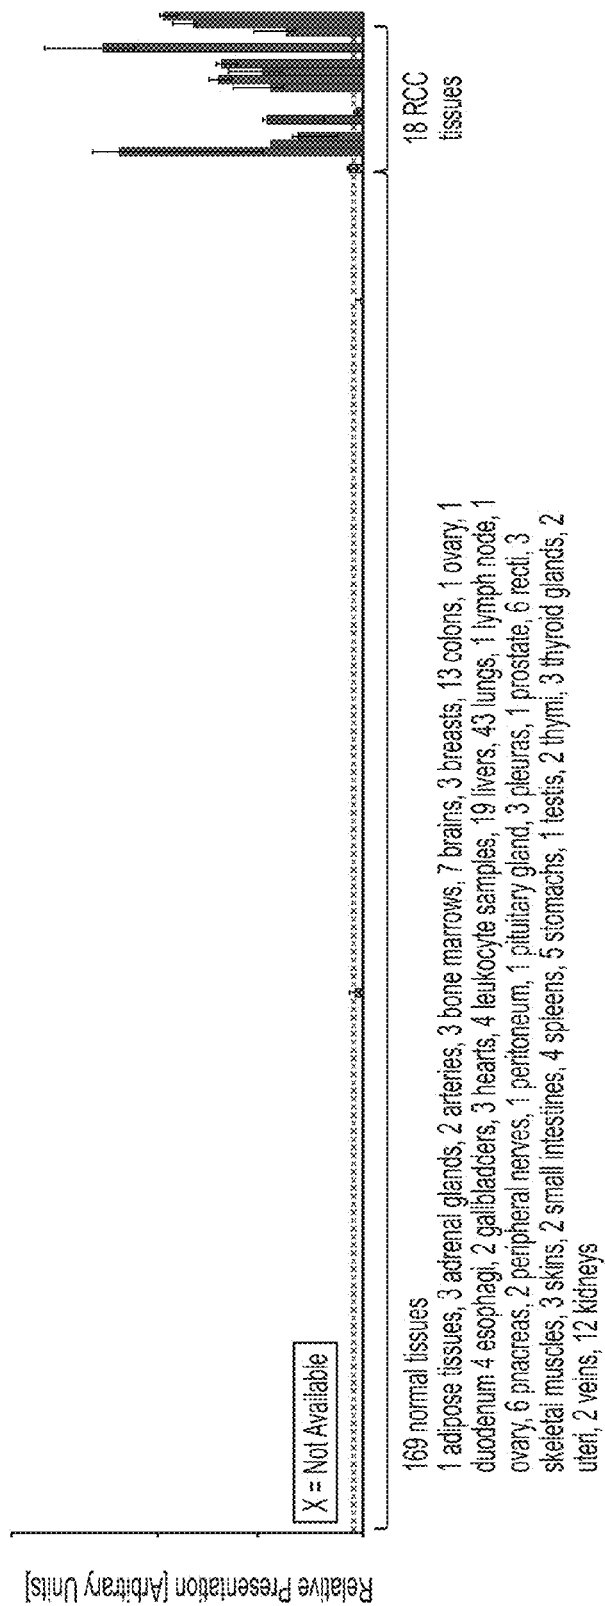 Relative Presentation [Arbitrary Units]
X = Not Available
169 normal tissues
1 adipose tissues, 3 adrenal glands, 2 arteries, 3 bone marrows, 7 brains, 3 breasts, 13 colons, 1 ovary, 1
duodenum 4 esophagi, 2 gallbladders, 3 hearts, 4 leukocyte samples, 19 livers, 43 lungs, 1 lymph node, 1
ovary, 6 pnacreas, 2 peripheral nerves, 1 peritoneum, 1 pituitary gland, 3 pleuras, 1 prostate, 6 recti, 3
skeletal muscles, 3 skins, 2 small intestines, 4 spleens, 5 stomachs, 1 testis, 2 thymi, 3 thyroid glands, 2
uteri, 2 veins, 12 kidneys
18 RCC
tissues